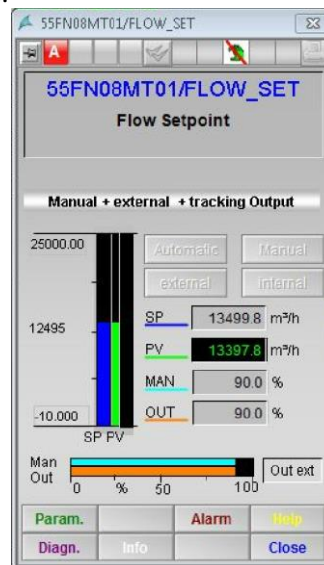 55FN08MT01/FLOW_SET
A
55FN08MT01/FLOW_SET
Flow Setpoint
Manual + external + tracking Output
25000.00
12495
-10.000
SP PV
Automatic Manual
external internal
SP 13499.8 m³/h
PV 13397.8 m³/h
MAN 90.0 %
OUT 90.0 %
Man
Out
0 % 50 100
Out ext
Param. Alarm Help
Diagn. Info Close